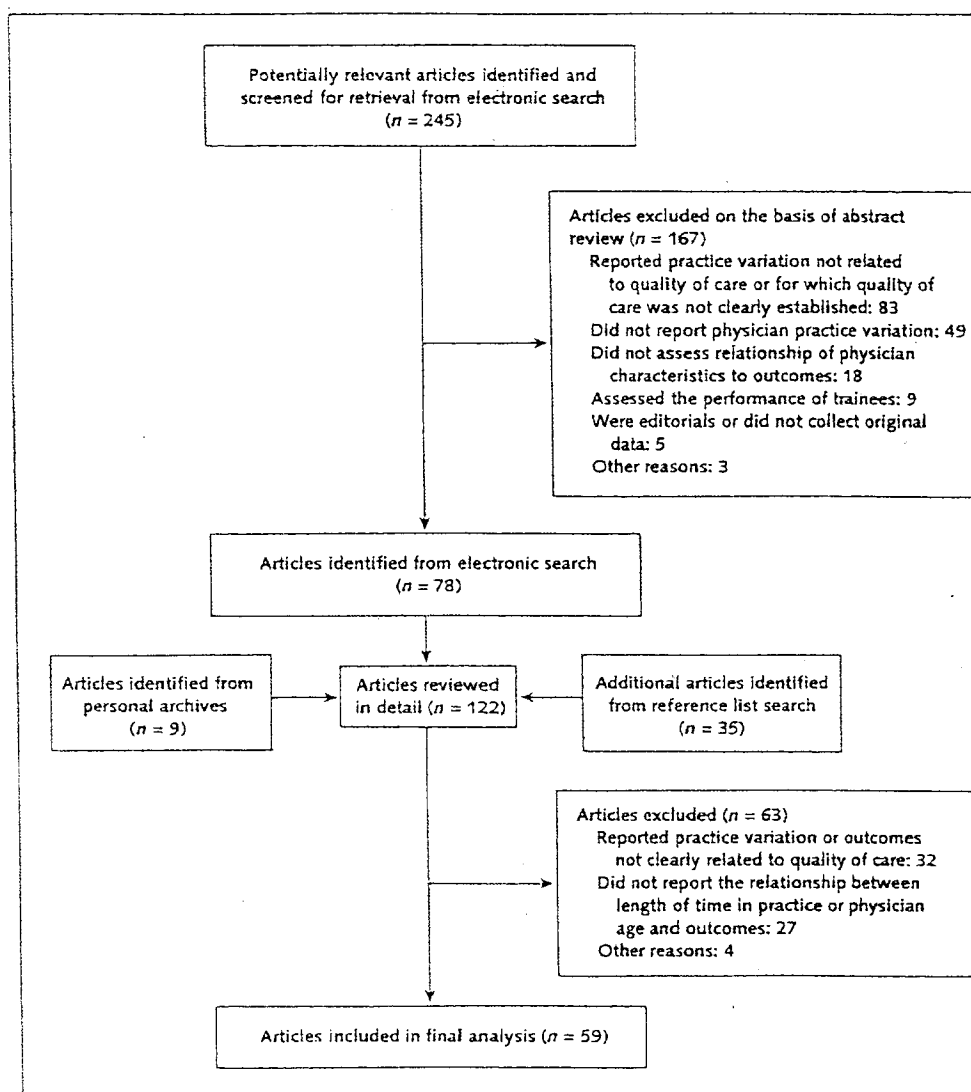 Potentially relevant articles identified and
screened for retrieval from electronic search
(n = 245)
Articles excluded on the basis of abstract
review (n = 167)
Reported practice variation not related
to quality of care or for which quality of
care was not clearly established: 83
Did not report physician practice variation: 49
Did not assess relationship of physician
characteristics to outcomes: 18
Assessed the performance of trainees: 9
Were editorials or did not collect original
data: 5
Other reasons: 3
Articles identified from electronic search
(n = 78)
Articles identified from
personal archives
(n = 9)
Articles reviewed
in detail (n = 122)
Additional articles identified
from reference list search
(n = 35)
Articles excluded (n = 63)
Reported practice variation or outcomes
not clearly related to quality of care: 32
Did not report the relationship between
length of time in practice or physician
age and outcomes: 27
Other reasons: 4
Articles included in final analysis (n = 59)